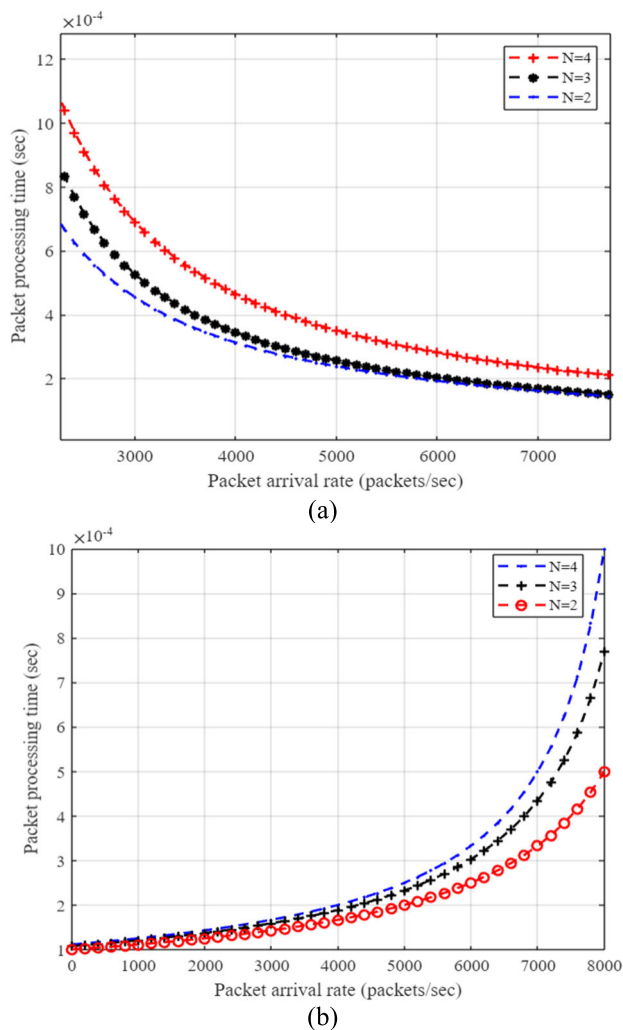 ×10⁻⁴
12
10
8
6
4
2
Packet processing time (sec)
N=4
N=3
N=2
3000 4000 5000 6000 7000
Packet arrival rate (packets/sec)
(a)
×10⁻⁴
10
9
8
7
6
5
4
3
2
1
Packet processing time (sec)
N=4
N=3
N=2
0 1000 2000 3000 4000 5000 6000 7000 8000
Packet arrival rate (packets/sec)
(b)